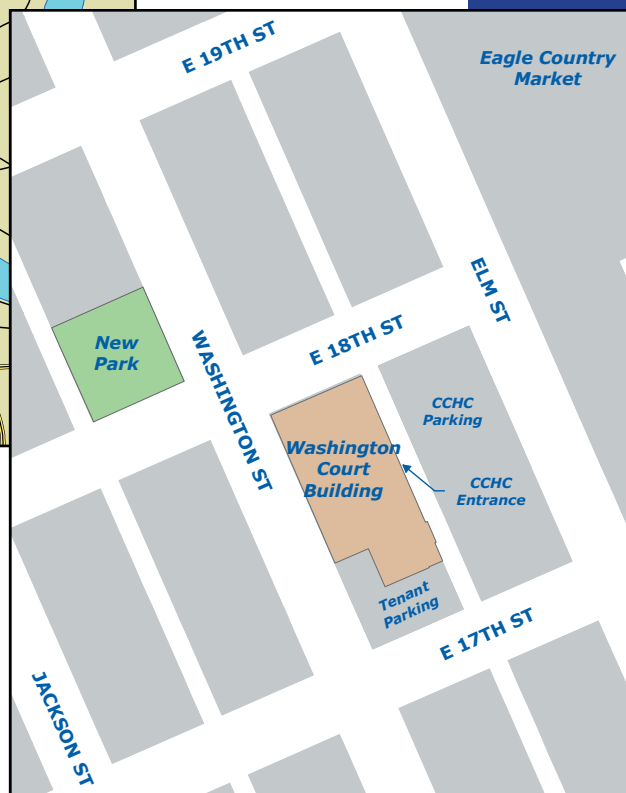 E 19TH ST
Eagle Country
Market
ELM ST
New
Park
WASHINGTON ST
E 18TH ST
CCHC
Parking
Washington
Court
Building
CCHC
Entrance
Tenant
Parking
E 17TH ST
JACKSON ST